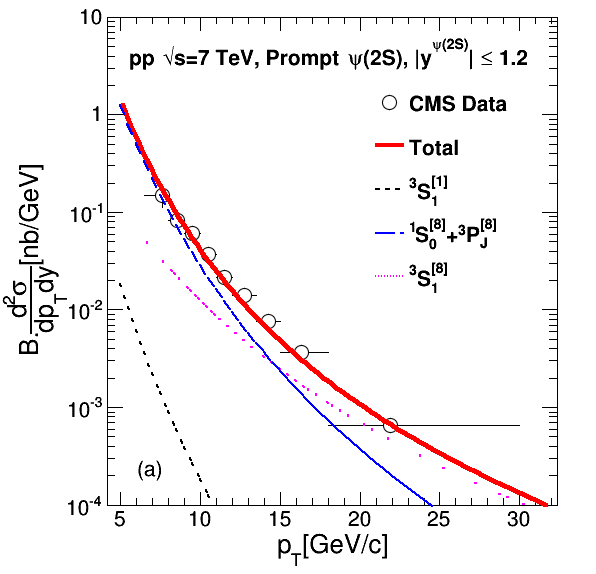 pp √s=7 TeV, Prompt ψ(2S), |y^ψ(2S)| ≤ 1.2
CMS Data
Total
³S₁^[1]
¹S₀^[8]+³P_J^[8]
³S₁^[8]
B.d²σ/dp_Tdy[nb/GeV]
10
1
10⁻¹
10⁻²
10⁻³
10⁻⁴
(a)
5 10 15 20 25 30
p_T[GeV/c]